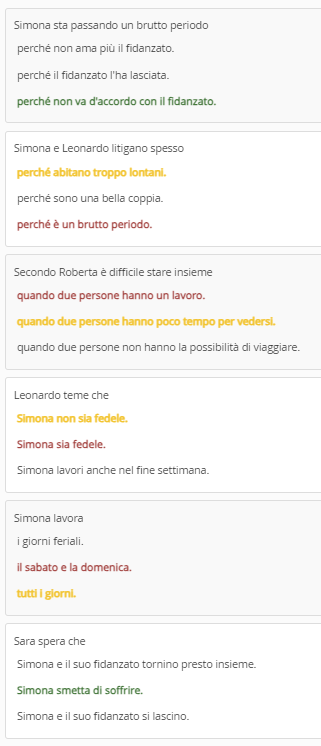 Simona sta passando un brutto periodo
perché non ama più il fidanzato.
perché il fidanzato l'ha lasciata.
perché non va d'accordo con il fidanzato.
Simona e Leonardo litigano spesso
perché abitano troppo lontani.
perché sono una bella coppia.
perché è un brutto periodo.
Secondo Roberta è difficile stare insieme
quando due persone hanno un lavoro.
quando due persone hanno poco tempo per vedersi.
quando due persone non hanno la possibilità di viaggiare.
Leonardo teme che
Simona non sia fedele.
Simona sia fedele.
Simona lavori anche nel fine settimana.
Simona lavora
i giorni feriali.
il sabato e la domenica.
tutti i giorni.
Sara spera che
Simona e il suo fidanzato tornino presto insieme.
Simona smetta di soffrire.
Simona e il suo fidanzato si lascino.